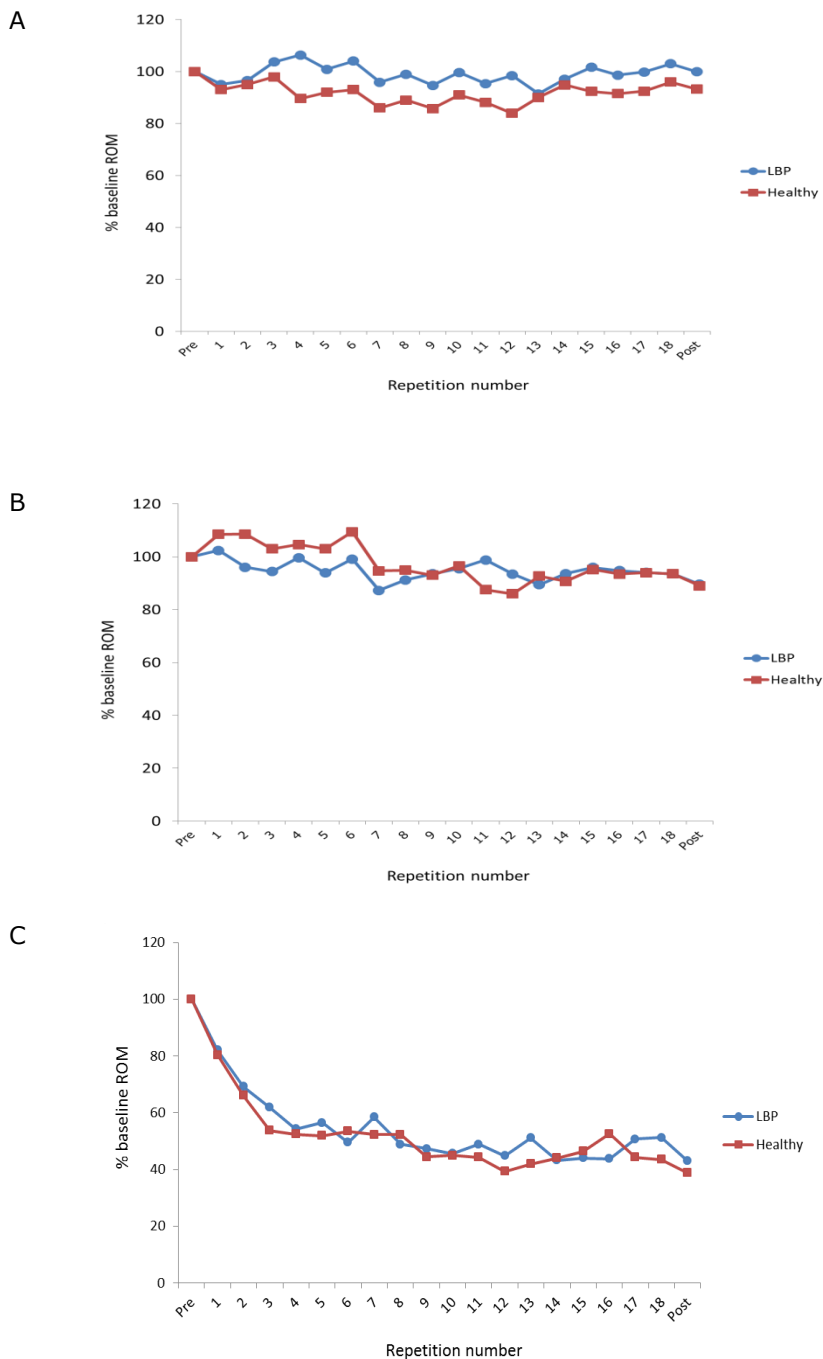 A
120
100
80
60
40
20
0
% baseline ROM
Pre 1 2 3 4 5 6 7 8 9 10 11 12 13 14 15 16 17 18 Post
Repetition number
LBP
Healthy
B
120
100
80
60
40
20
0
% baseline ROM
Pre 1 2 3 4 5 6 7 8 9 10 11 12 13 14 15 16 17 18 Post
Repetition number
LBP
Healthy
C
120
100
80
60
40
20
0
% baseline ROM
Pre 1 2 3 4 5 6 7 8 9 10 11 12 13 14 15 16 17 18 Post
Repetition number
LBP
Healthy